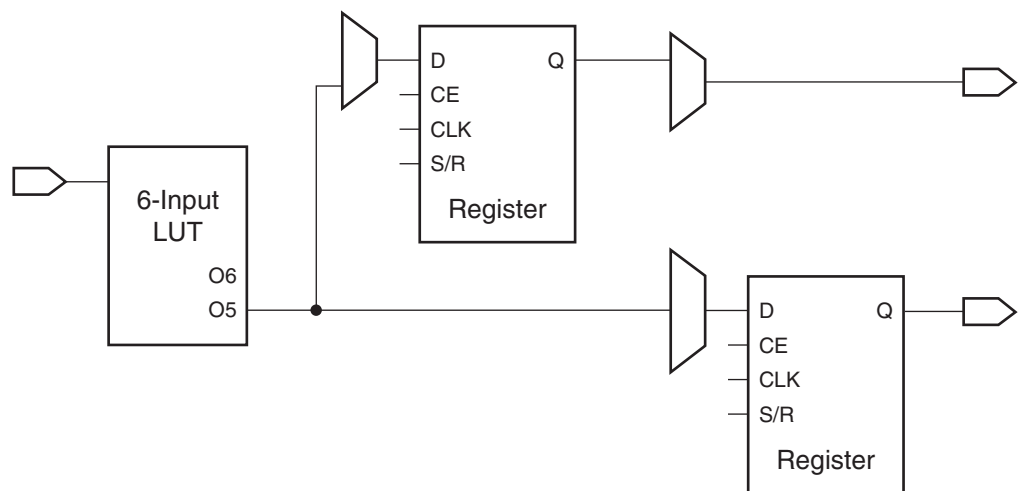 D
Q
CE
CLK
S/R
Register
6-Input
LUT
O6
O5
D
Q
CE
CLK
S/R
Register